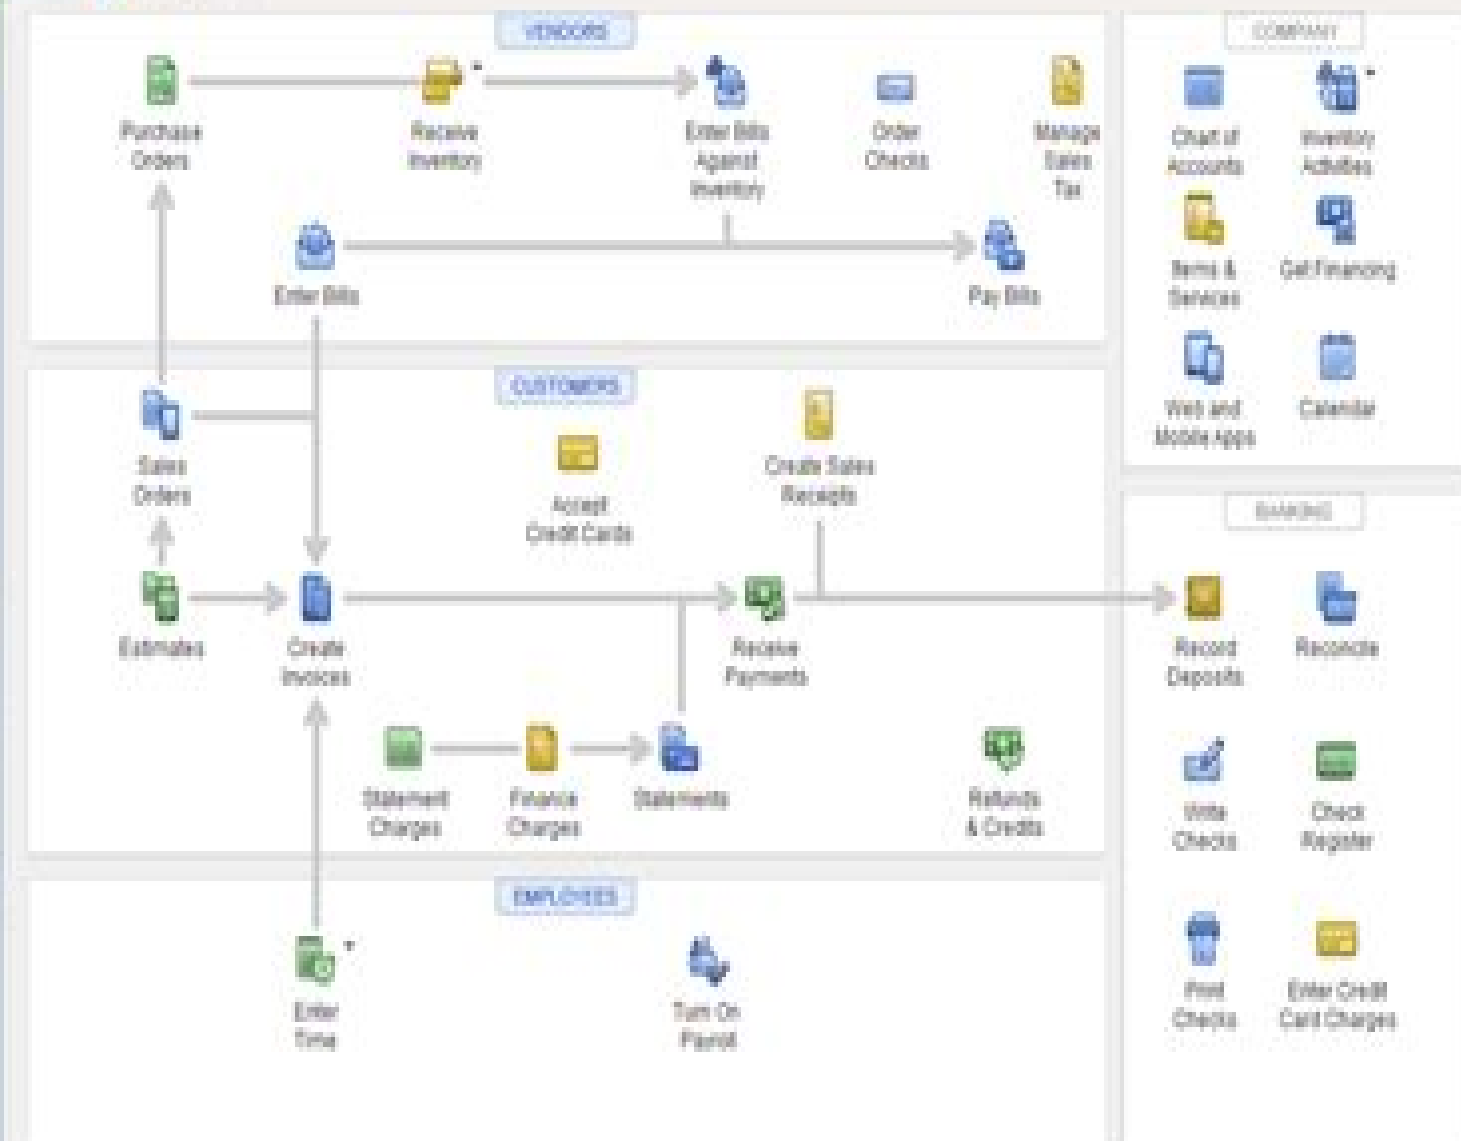 VENDORS
Purchase
Orders
Receive
Inventory
Enter Bills
Against
Inventory
Order
Checks
Manage
Sales
Tax
Enter Bills
Pay Bills
CUSTOMERS
Sales
Orders
Accept
Credit Cards
Create Sales
Receipts
Estimates
Create
Invoices
Receive
Payments
Statement
Charges
Finance
Charges
Statements
Refunds
& Credits
EMPLOYEES
Enter
Time
Turn On
Payroll
COMPANY
Chart of
Accounts
Inventory
Activities
Items &
Services
Get Financing
Web and
Mobile Apps
Calendar
BANKING
Record
Deposits
Reconcile
Write
Checks
Check
Register
Print
Checks
Enter Credit
Card Charges